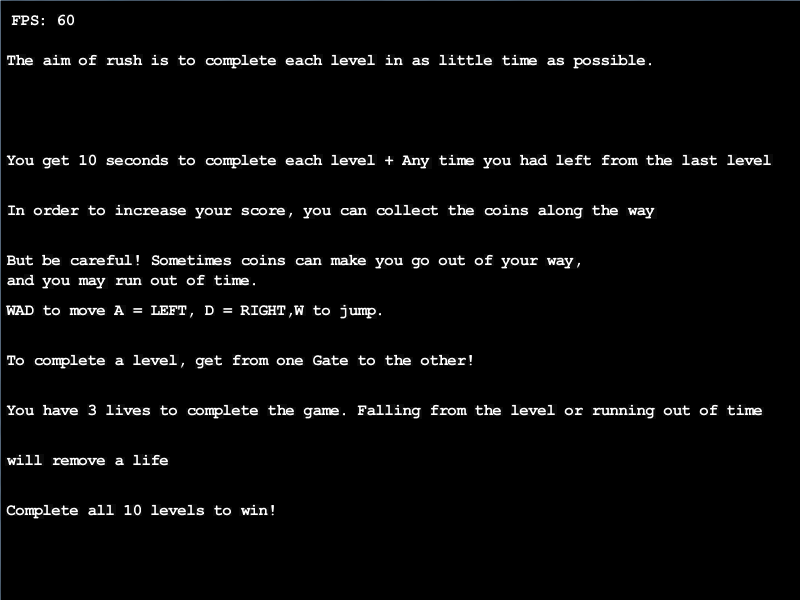 FPS: 60
The aim of rush is to complete each level in as little time as possible.
You get 10 seconds to complete each level + Any time you had left from the last level
In order to increase your score, you can collect the coins along the way
But be careful! Sometimes coins can make you go out of your way,
and you may run out of time.
WAD to move A = LEFT, D = RIGHT,W to jump.
To complete a level, get from one Gate to the other!
You have 3 lives to complete the game. Falling from the level or running out of time
will remove a life
Complete all 10 levels to win!